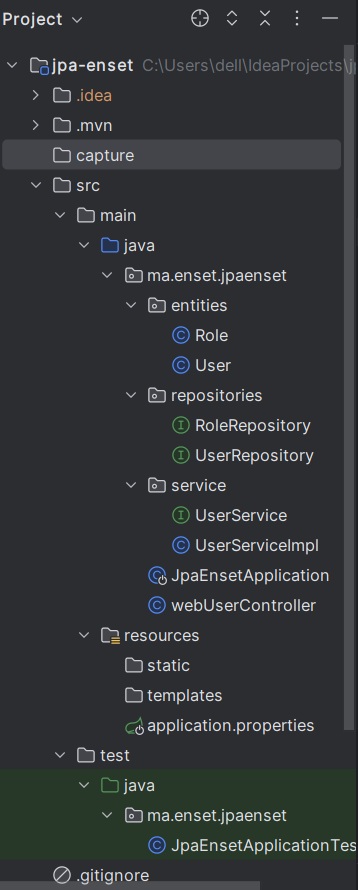 Project
jpa-enset C:\Users\dell\IdeaProjects\j
.idea
.mvn
capture
src
main
java
ma.enset.jpaenset
entities
Role
User
repositories
RoleRepository
UserRepository
service
UserService
UserServiceImpl
JpaEnsetApplication
webUserController
resources
static
templates
application.properties
test
java
ma.enset.jpaenset
JpaEnsetApplicationTes
.gitignore